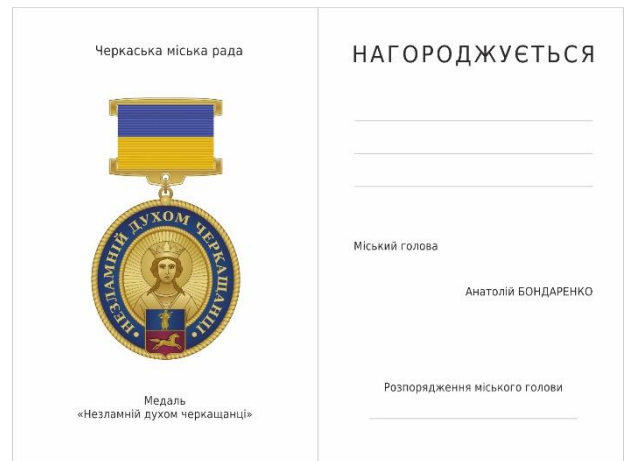 Черкаська міська рада
НЕЗЛАМНІЙ ДУХОМ ЧЕРКАЩАНЦІ
Медаль
«Незламній духом черкащанці»
НАГОРОДЖУЄТЬСЯ
Міський голова
Анатолій БОНДАРЕНКО
Розпорядження міського голови